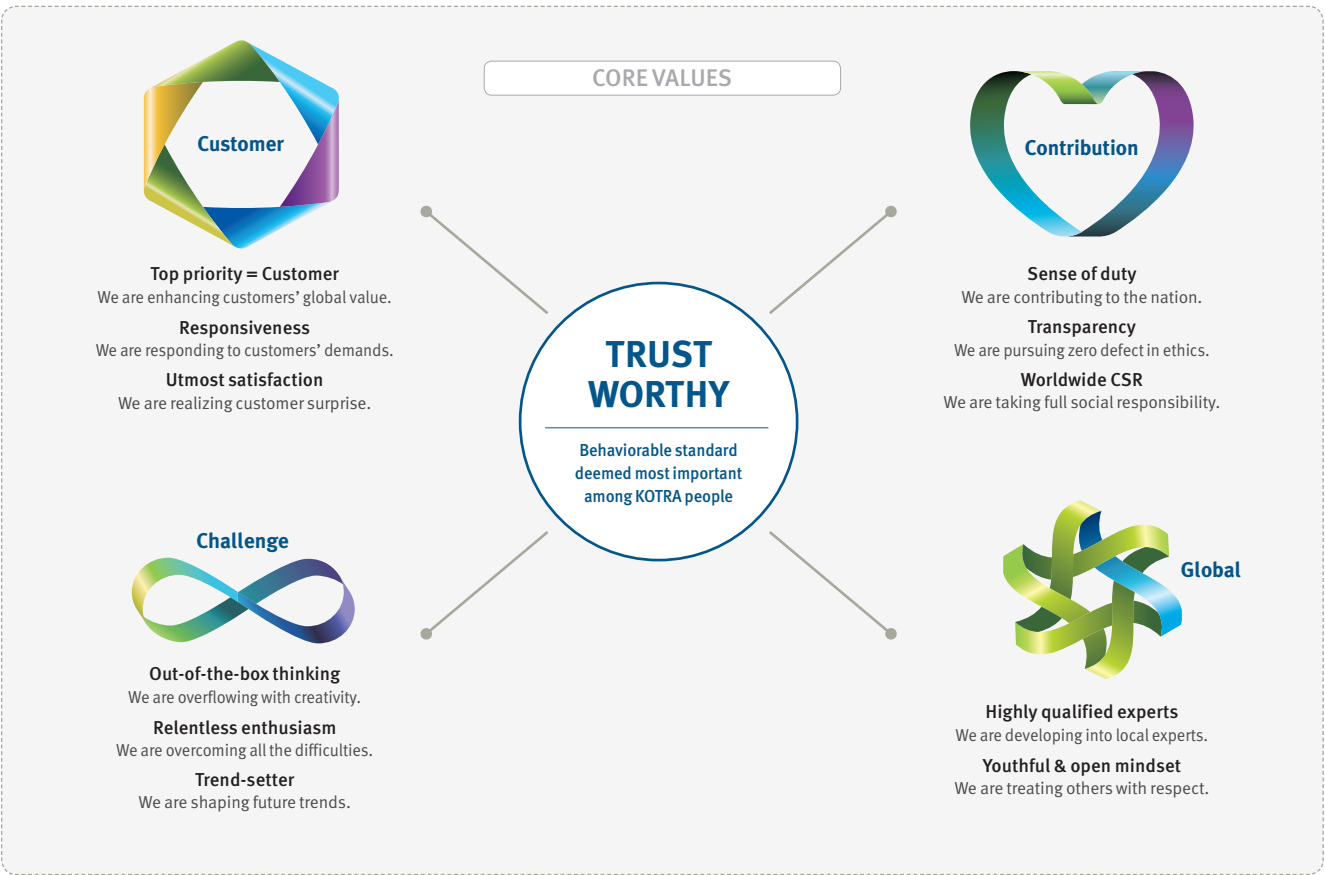 CORE VALUES
Customer
Top priority = Customer
We are enhancing customers’ global value.
Responsiveness
We are responding to customers’ demands.
Utmost satisfaction
We are realizing customer surprise.
Contribution
Sense of duty
We are contributing to the nation.
Transparency
We are pursuing zero defect in ethics.
Worldwide CSR
We are taking full social responsibility.
TRUST
WORTHY
Behaviorable standard
deemed most important
among KOTRA people
Challenge
Out-of-the-box thinking
We are overflowing with creativity.
Relentless enthusiasm
We are overcoming all the difficulties.
Trend-setter
We are shaping future trends.
Global
Highly qualified experts
We are developing into local experts.
Youthful & open mindset
We are treating others with respect.